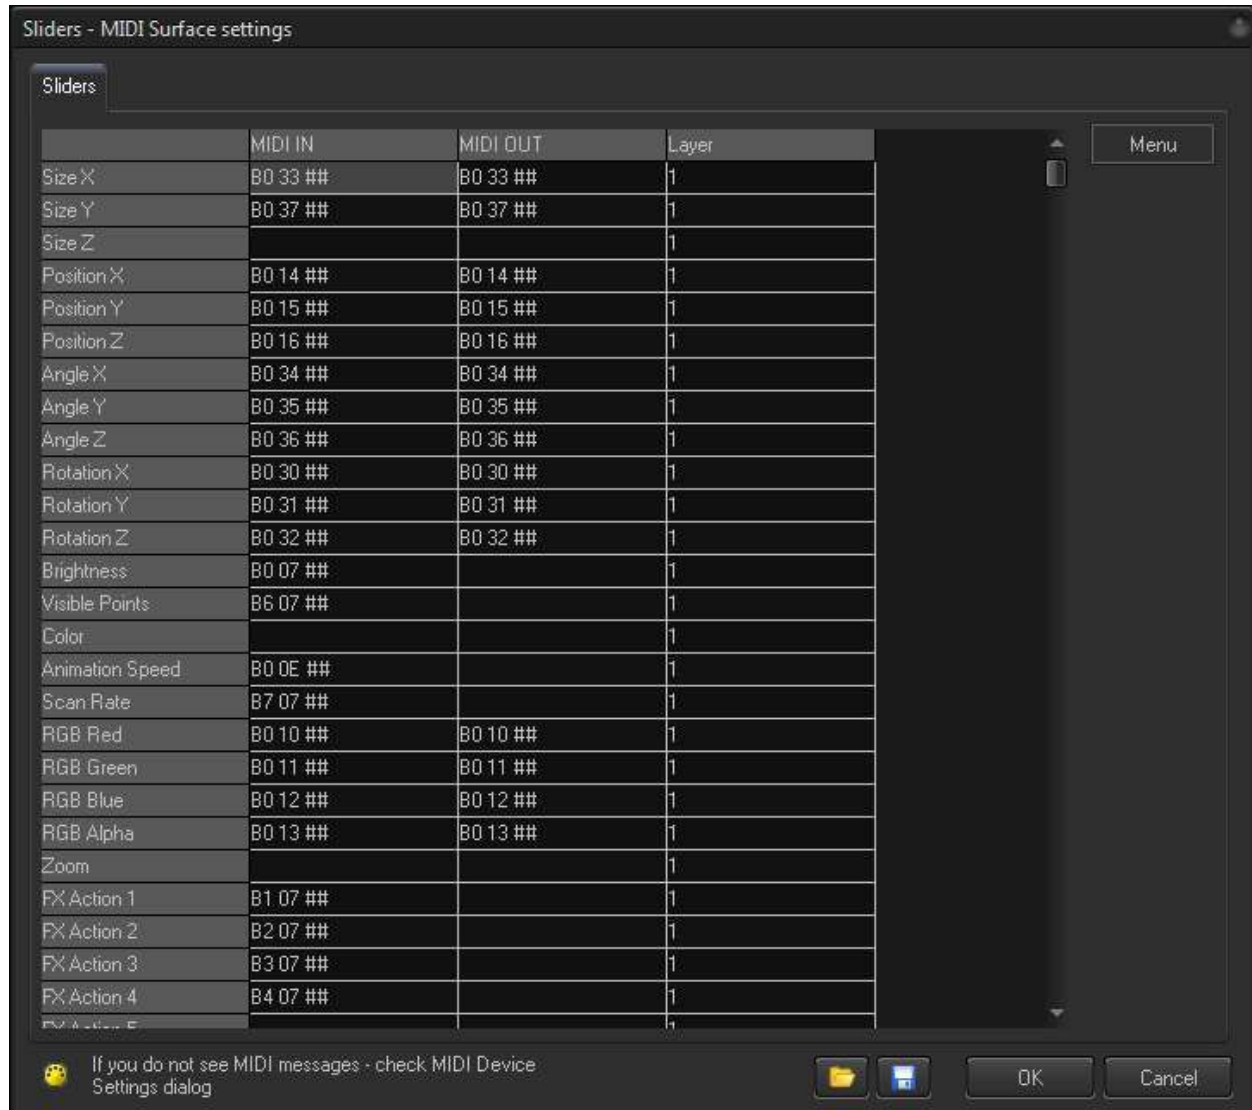 Sliders - MIDI Surface settings
Sliders
MIDI IN MIDI OUT Layer
Menu
Size X B0 33 ## B0 33 ## 1
Size Y B0 37 ## B0 37 ## 1
Size Z 1
Position X B0 14 ## B0 14 ## 1
Position Y B0 15 ## B0 15 ## 1
Position Z B0 16 ## B0 16 ## 1
Angle X B0 34 ## B0 34 ## 1
Angle Y B0 35 ## B0 35 ## 1
Angle Z B0 36 ## B0 36 ## 1
Rotation X B0 30 ## B0 30 ## 1
Rotation Y B0 31 ## B0 31 ## 1
Rotation Z B0 32 ## B0 32 ## 1
Brightness B0 07 ## 1
Visible Points B6 07 ## 1
Color 1
Animation Speed B0 0E ## 1
Scan Rate B7 07 ## 1
RGB Red B0 10 ## B0 10 ## 1
RGB Green B0 11 ## B0 11 ## 1
RGB Blue B0 12 ## B0 12 ## 1
RGB Alpha B0 13 ## B0 13 ## 1
Zoom 1
FX Action 1 B1 07 ## 1
FX Action 2 B2 07 ## 1
FX Action 3 B3 07 ## 1
FX Action 4 B4 07 ## 1
FX Action 5 1
If you do not see MIDI messages - check MIDI Device
Settings dialog
OK Cancel